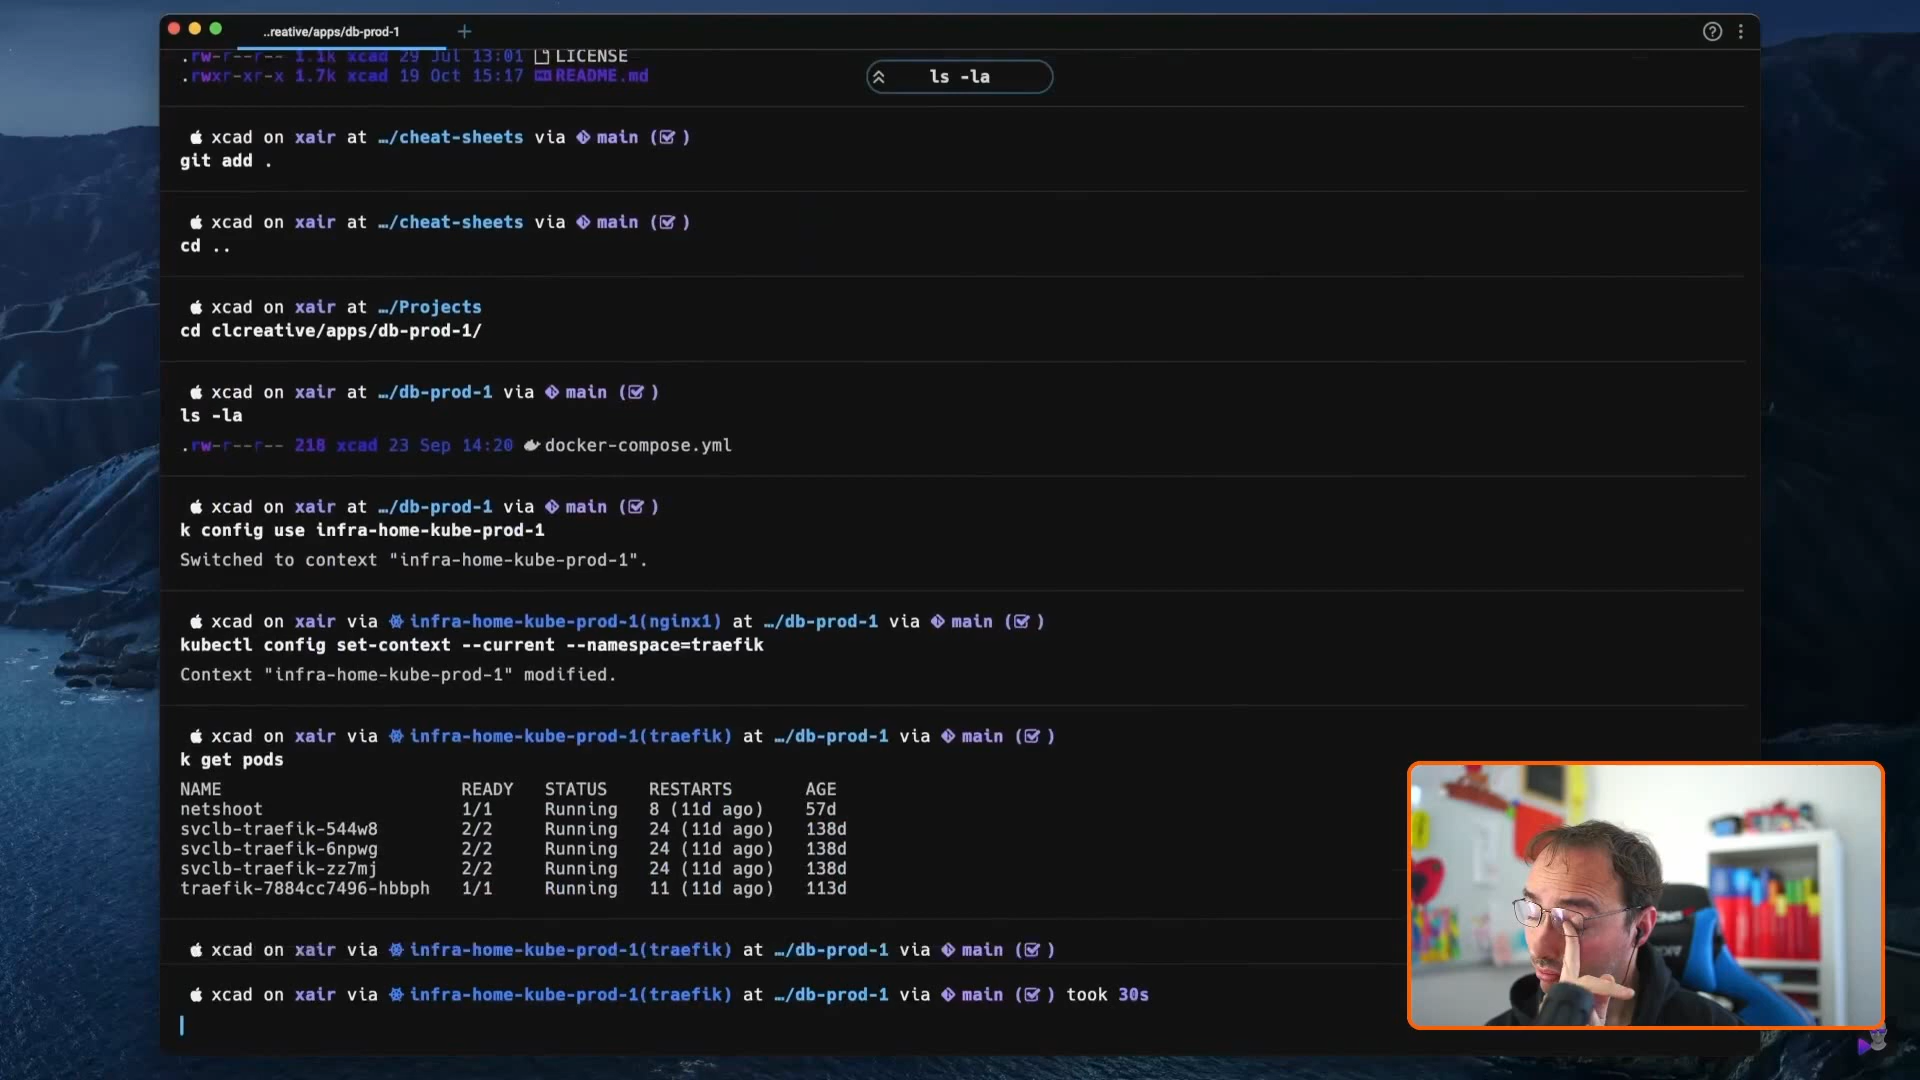 ..reative/apps/db-prod-1
.rw-r--r-- 1.1k xcad 29 Jul 13:01 LICENSE
.rwxr-xr-x 1.7k xcad 19 Oct 15:17 README.md
ls -la
xcad on xair at …/cheat-sheets via main ( )
git add .
xcad on xair at …/cheat-sheets via main ( )
cd ..
xcad on xair at …/Projects
cd clcreative/apps/db-prod-1/
xcad on xair at …/db-prod-1 via main ( )
ls -la
.rw-r--r-- 218 xcad 23 Sep 14:20 docker-compose.yml
xcad on xair at …/db-prod-1 via main ( )
k config use infra-home-kube-prod-1
Switched to context "infra-home-kube-prod-1".
xcad on xair via infra-home-kube-prod-1(nginx1) at …/db-prod-1 via main ( )
kubectl config set-context --current --namespace=traefik
Context "infra-home-kube-prod-1" modified.
xcad on xair via infra-home-kube-prod-1(traefik) at …/db-prod-1 via main ( )
k get pods
NAME READY STATUS RESTARTS AGE
netshoot 1/1 Running 8 (11d ago) 57d
svclb-traefik-544w8 2/2 Running 24 (11d ago) 138d
svclb-traefik-6npwg 2/2 Running 24 (11d ago) 138d
svclb-traefik-zz7mj 2/2 Running 24 (11d ago) 138d
traefik-7884cc7496-hbbph 1/1 Running 11 (11d ago) 113d
xcad on xair via infra-home-kube-prod-1(traefik) at …/db-prod-1 via main ( )
xcad on xair via infra-home-kube-prod-1(traefik) at …/db-prod-1 via main ( ) took 30s